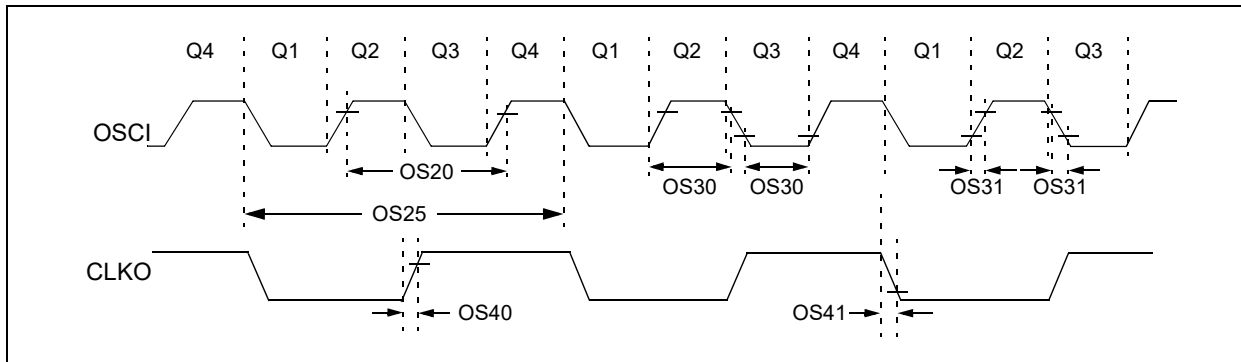 Q4 Q1 Q2 Q3 Q4 Q1 Q2 Q3 Q4 Q1 Q2 Q3
OSCI
OS20
OS30 OS30
OS31 OS31
OS25
CLKO
OS40
OS41